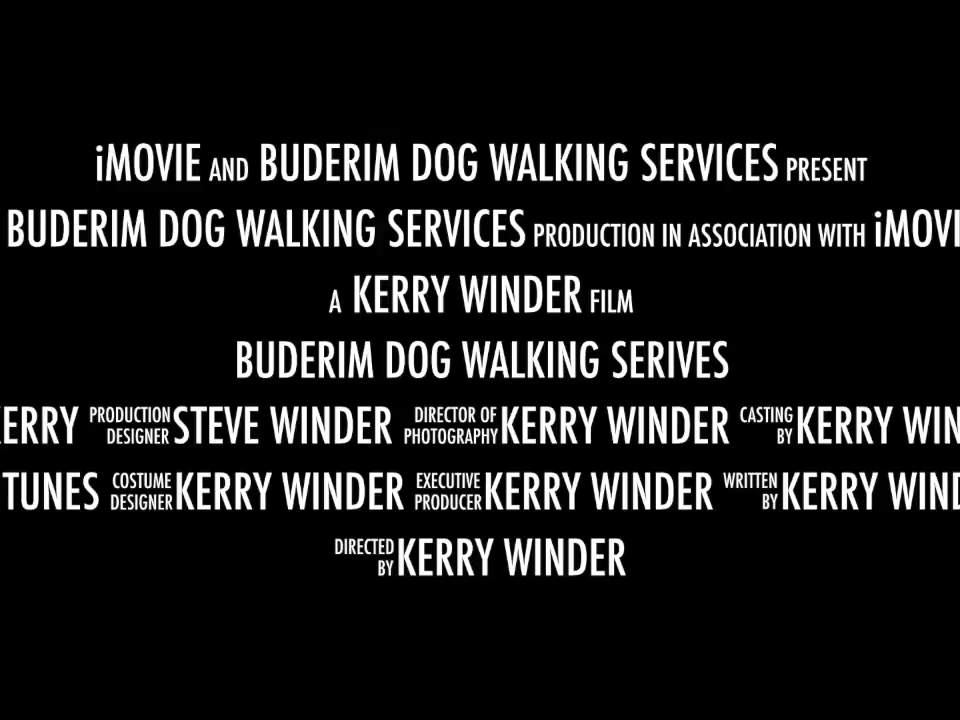 iMOVIE AND BUDERIM DOG WALKING SERVICES PRESENT
BUDERIM DOG WALKING SERVICES PRODUCTION IN ASSOCIATION WITH
A KERRY WINDER FILM
BUDERIM DOG WALKING SERIVES
PRODUCTION DESIGNER STEVE WINDER DIRECTOR OF PHOTOGRAPHY KERRY WINDER CASTING BY KERRY
TUNES COSTUME DESIGNER KERRY WINDER EXECUTIVE PRODUCER KERRY WINDER WRITTEN BY KERRY
DIRECTED BY KERRY WINDER